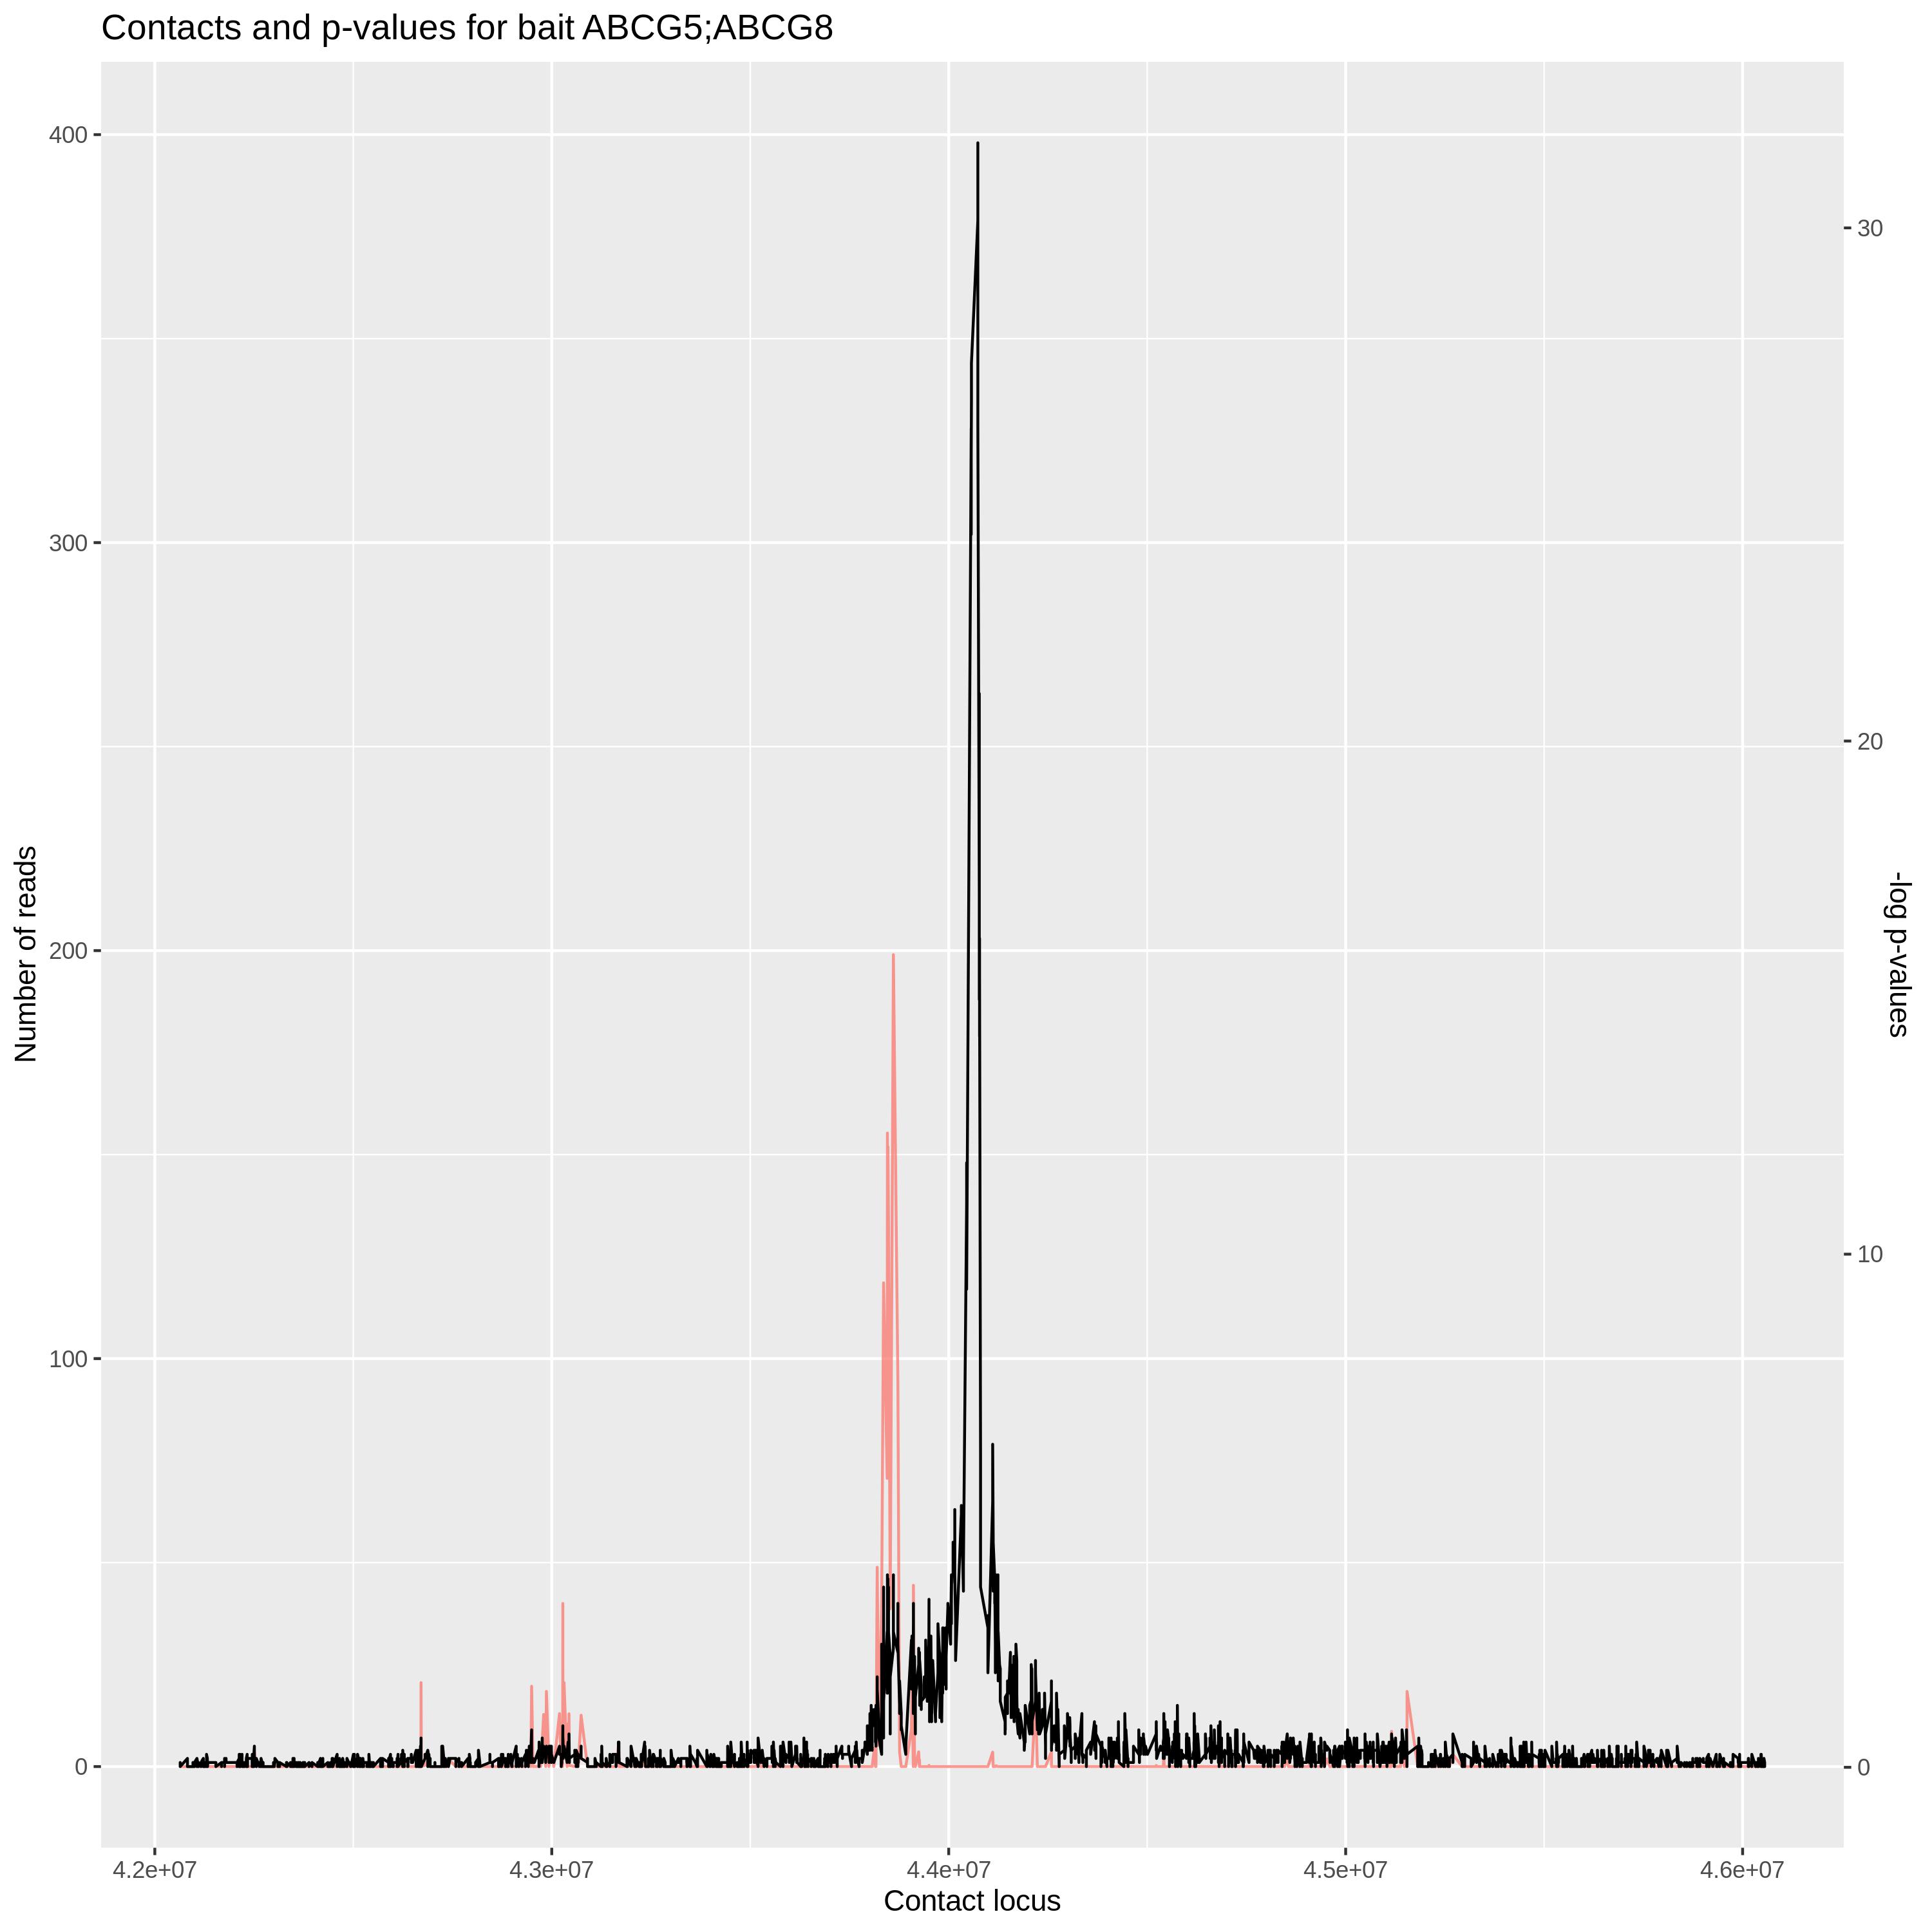 Contacts and p-values for bait ABCG5;ABCG8
400
300
200
100
0
Number of reads
30
20
10
0
-log p-values
4.2e+07 4.3e+07 4.4e+07 4.5e+07 4.6e+07
Contact locus